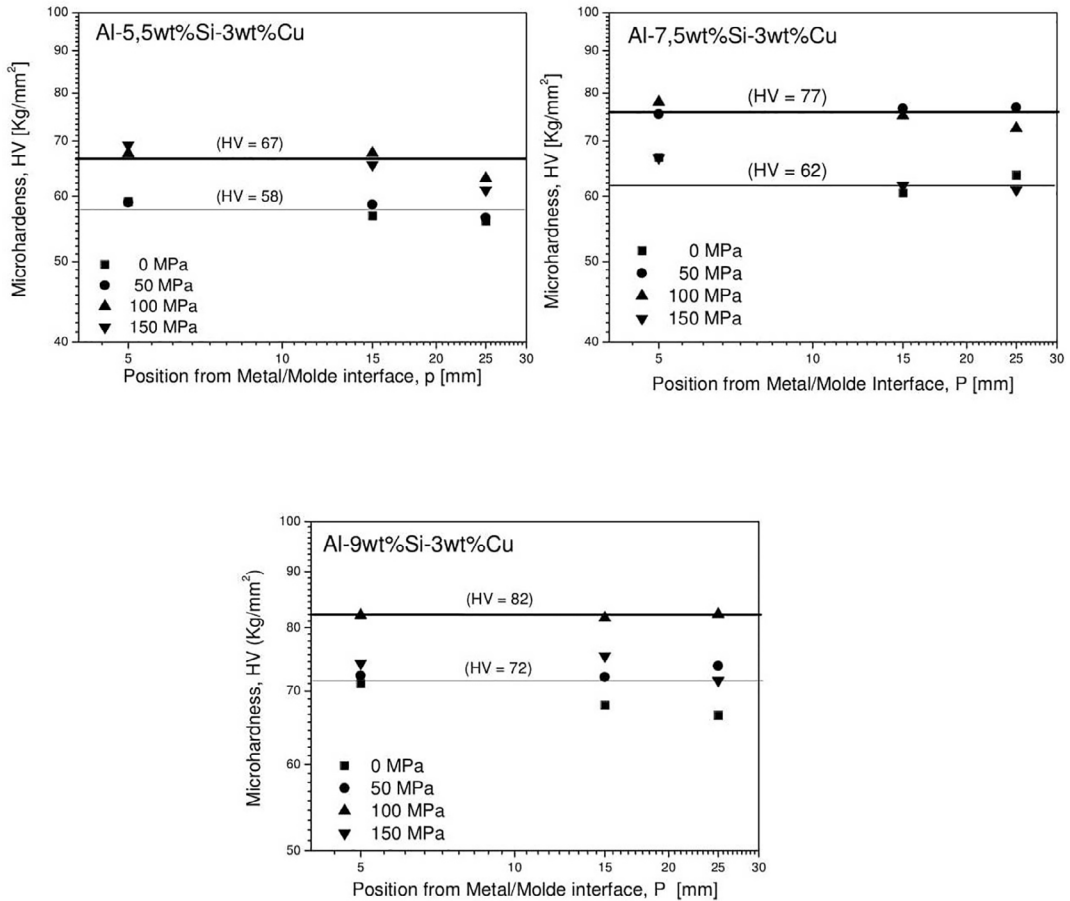 Al-5,5wt%Si-3wt%Cu
Microhardenss, HV [Kg/mm²]
100
90
80
70
60
50
40
(HV = 67)
(HV = 58)
0 MPa
50 MPa
100 MPa
150 MPa
5 10 15 20 25 30
Position from Metal/Molde interface, p [mm]
Al-7,5wt%Si-3wt%Cu
Microhardness, HV [Kg/mm²]
100
90
80
70
60
50
40
(HV = 77)
(HV = 62)
0 MPa
50 MPa
100 MPa
150 MPa
5 10 15 20 25 30
Position from Metal/Molde Interface, P [mm]
Al-9wt%Si-3wt%Cu
Microhardness, HV (Kg/mm²)
100
90
80
70
60
50
(HV = 82)
(HV = 72)
0 MPa
50 MPa
100 MPa
150 MPa
5 10 15 20 25 30
Position from Metal/Molde interface, P [mm]